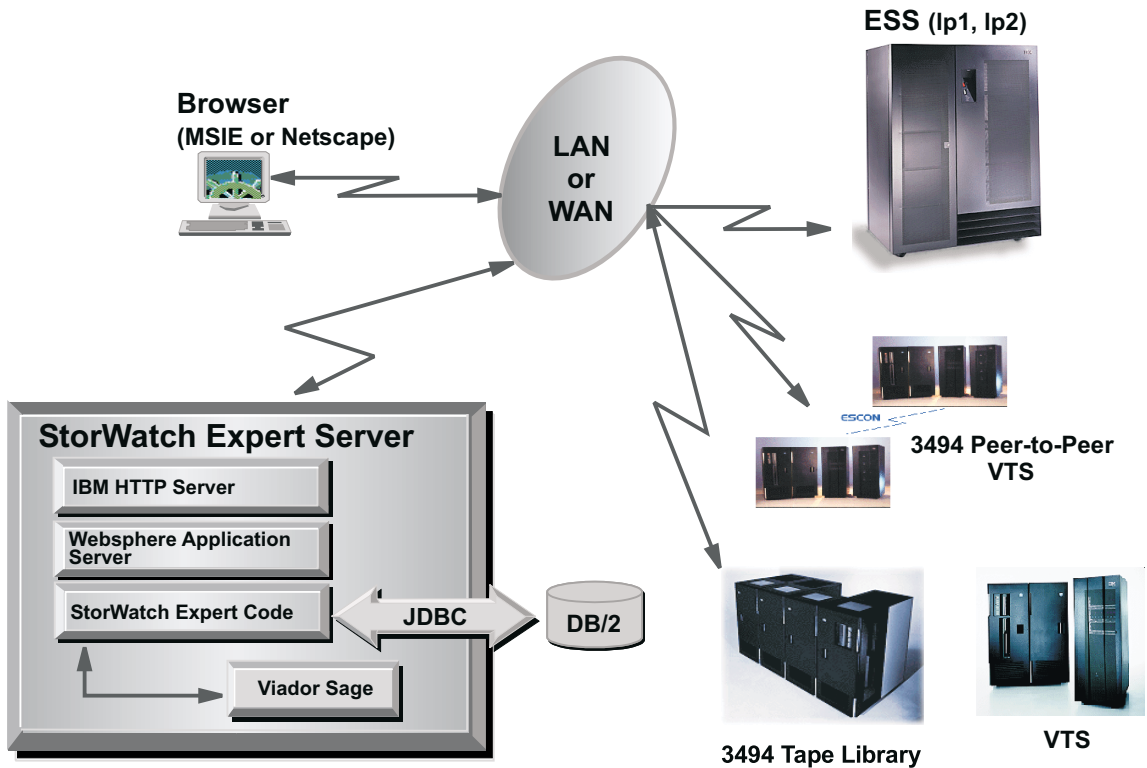 ESS (lp1, lp2)
Browser
(MSIE or Netscape)
LAN
or
WAN
ESCON
3494 Peer-to-Peer
VTS
StorWatch Expert Server
IBM HTTP Server
Websphere Application
Server
StorWatch Expert Code
JDBC
DB/2
Viador Sage
3494 Tape Library
VTS